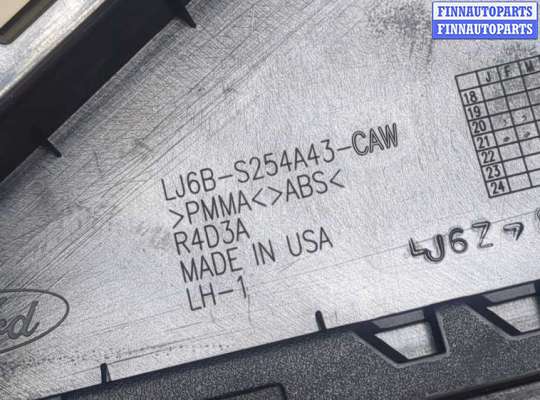 FINNAUTOPARTS
FINNAUTOPARTS
J F M
18
19
20
21
22
23
24
LJ6B-S254A43-CAW
>PMMA<>ABS<
R4D3A
MADE IN USA
LH-1
LJ6Z-